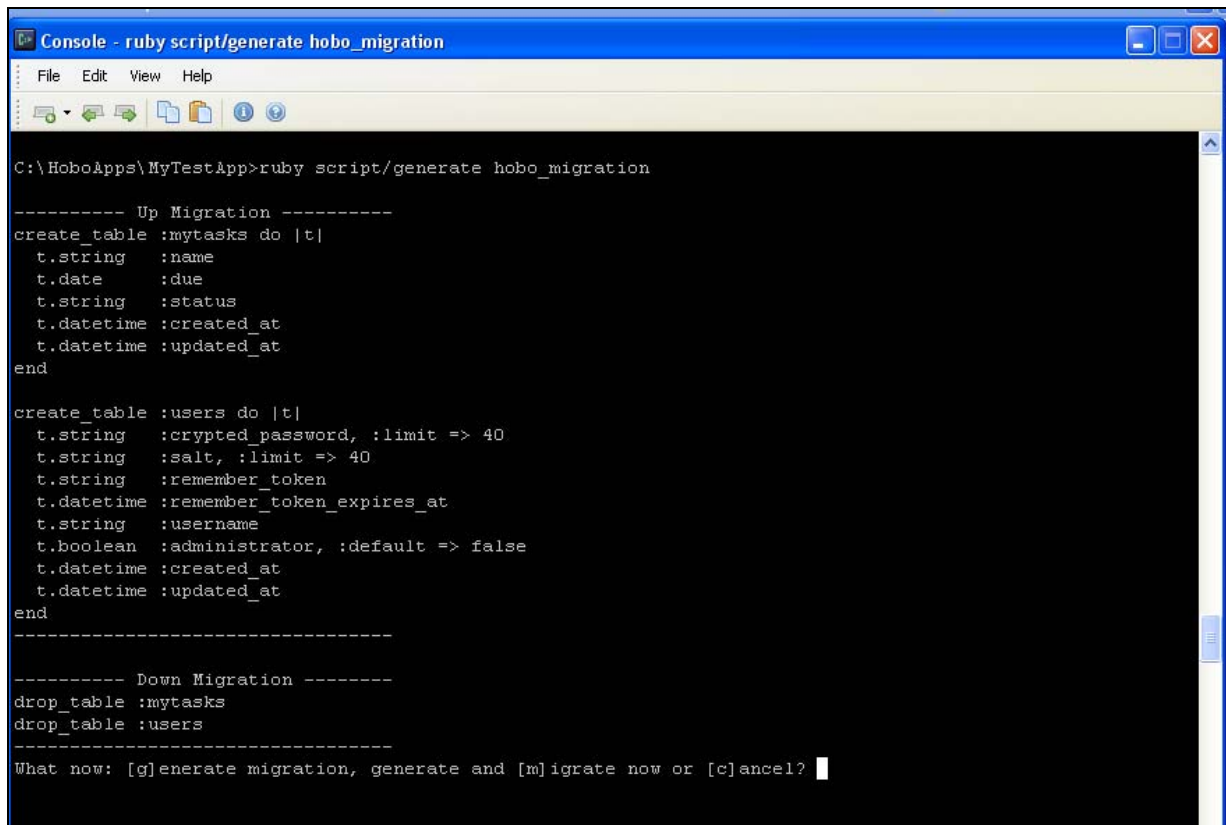 Console - ruby script/generate hobo_migration
File Edit View Help
C:\HoboApps\MyTestApp>ruby script/generate hobo_migration
---------- Up Migration ----------
create_table :mytasks do |t|
  t.string   :name
  t.date     :due
  t.string   :status
  t.datetime :created_at
  t.datetime :updated_at
end
create_table :users do |t|
  t.string   :crypted_password, :limit => 40
  t.string   :salt, :limit => 40
  t.string   :remember_token
  t.datetime :remember_token_expires_at
  t.string   :username
  t.boolean  :administrator, :default => false
  t.datetime :created_at
  t.datetime :updated_at
end
----------------------------------
---------- Down Migration --------
drop_table :mytasks
drop_table :users
----------------------------------
What now: [g]enerate migration, generate and [m]igrate now or [c]ancel?